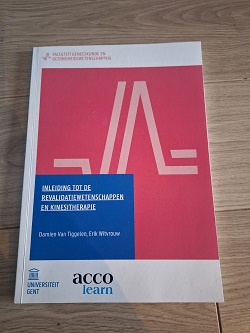 FACULTEIT GENEESKUNDE EN
GEZONDHEIDSWETENSCHAPPEN
INLEIDING TOT DE
REVALIDATIEWETENSCHAPPEN
EN KINESITHERAPIE
Damien Van Tiggelen, Erik Witvrouw
UNIVERSITEIT
GENT
acco
learn